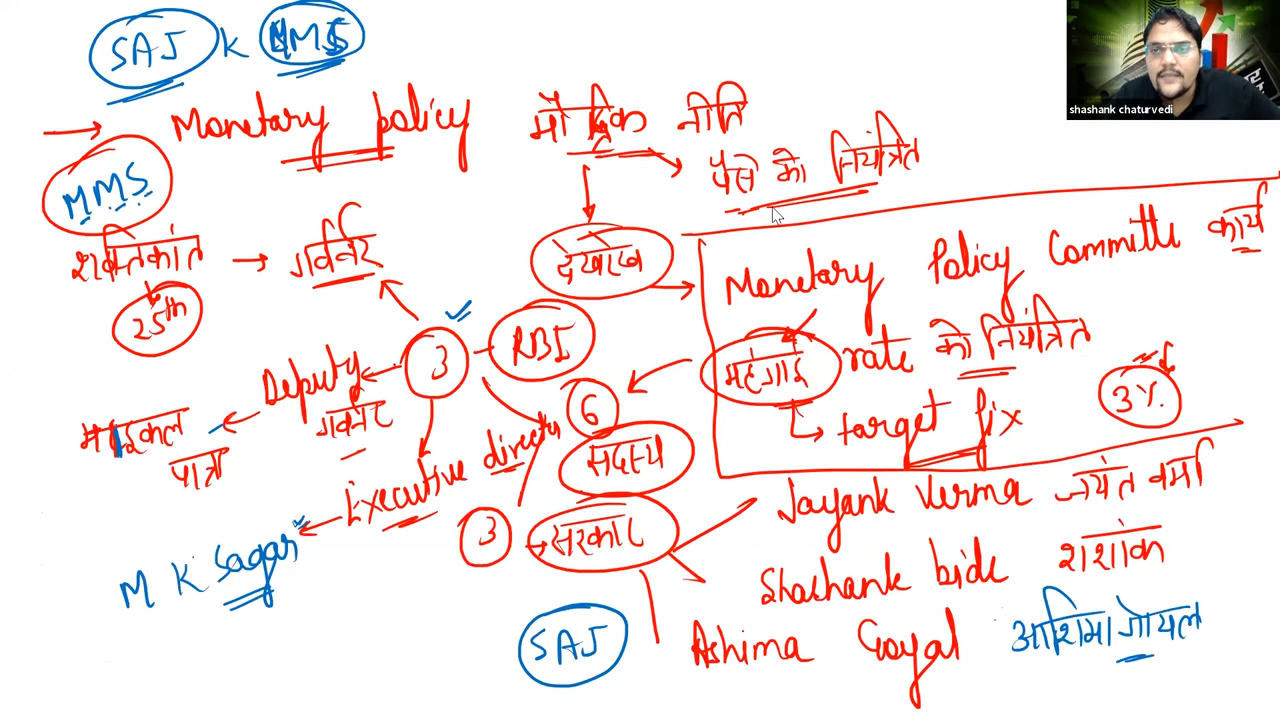 SAJ K MMS
shashank chaturvedi
→ Monetary policy मौद्रिक नीति
→ पैसे को नियंत्रित
MMS
शक्तिकांत → गवर्नर
25th
देखरेख
Monetary Policy Committe कार्य
महंगाई rate को नियंत्रित
target fix 3%
3 - RBI
Deputy गवर्नर
पात्रा
6 सदस्य
Executive director
M K Sagar
3 → सरकार
Jayank Verma जयंत वर्मा
Shashank bide शशांक
SAJ
Ashima Goyal आशिमा गोयल